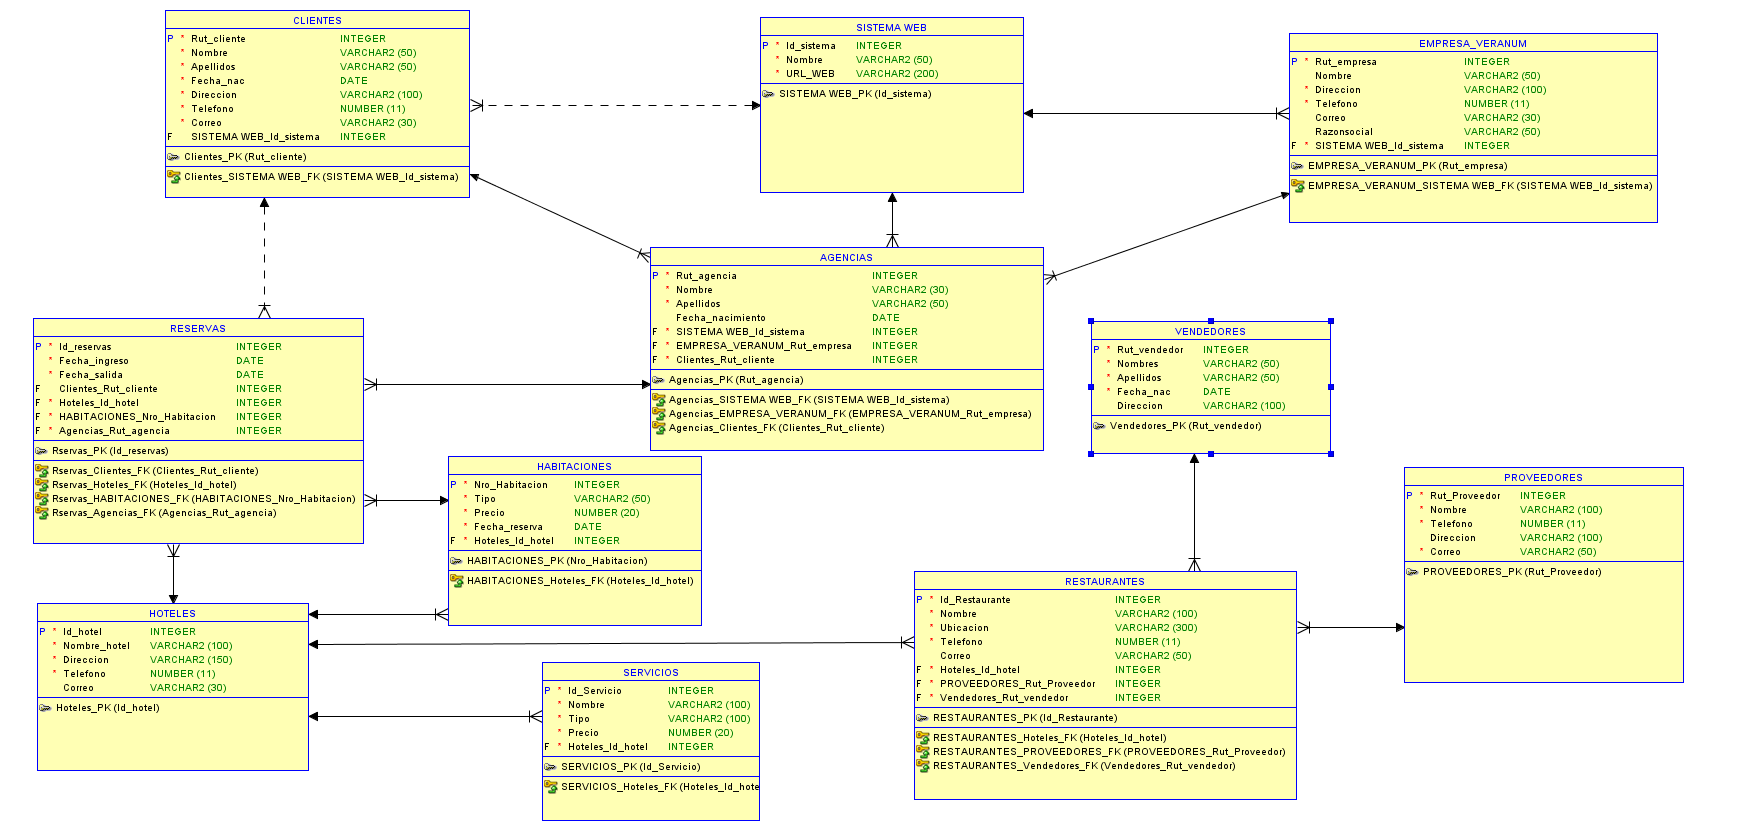 CLIENTES
P * Rut_cliente INTEGER
* Nombre VARCHAR2 (50)
* Apellidos VARCHAR2 (50)
* Fecha_nac DATE
* Direccion VARCHAR2 (100)
* Telefono NUMBER (11)
* Correo VARCHAR2 (30)
F SISTEMA WEB_Id_sistema INTEGER
Clientes_PK (Rut_cliente)
Clientes_SISTEMA WEB_FK (SISTEMA WEB_Id_sistema)
SISTEMA WEB
P * Id_sistema INTEGER
* Nombre VARCHAR2 (50)
* URL_WEB VARCHAR2 (200)
SISTEMA WEB_PK (Id_sistema)
EMPRESA_VERANUM
P * Rut_empresa INTEGER
Nombre VARCHAR2 (50)
* Direccion VARCHAR2 (100)
* Telefono NUMBER (11)
Correo VARCHAR2 (30)
Razonsocial VARCHAR2 (50)
F * SISTEMA WEB_Id_sistema INTEGER
EMPRESA_VERANUM_PK (Rut_empresa)
EMPRESA_VERANUM_SISTEMA WEB_FK (SISTEMA WEB_Id_sistema)
AGENCIAS
P * Rut_agencia INTEGER
* Nombre VARCHAR2 (30)
* Apellidos VARCHAR2 (50)
Fecha_nacimiento DATE
F * SISTEMA WEB_Id_sistema INTEGER
F * EMPRESA_VERANUM_Rut_empresa INTEGER
F * Clientes_Rut_cliente INTEGER
Agencias_PK (Rut_agencia)
Agencias_SISTEMA WEB_FK (SISTEMA WEB_Id_sistema)
Agencias_EMPRESA_VERANUM_FK (EMPRESA_VERANUM_Rut_empresa)
Agencias_Clientes_FK (Clientes_Rut_cliente)
RESERVAS
P * Id_reservas INTEGER
* Fecha_ingreso DATE
* Fecha_salida DATE
F Clientes_Rut_cliente INTEGER
F * Hoteles_Id_hotel INTEGER
F * HABITACIONES_Nro_Habitacion INTEGER
F * Agencias_Rut_agencia INTEGER
Rservas_PK (Id_reservas)
Rservas_Clientes_FK (Clientes_Rut_cliente)
Rservas_Hoteles_FK (Hoteles_Id_hotel)
Rservas_HABITACIONES_FK (HABITACIONES_Nro_Habitacion)
Rservas_Agencias_FK (Agencias_Rut_agencia)
VENDEDORES
P * Rut_vendedor INTEGER
* Nombres VARCHAR2 (50)
* Apellidos VARCHAR2 (50)
* Fecha_nac DATE
Direccion VARCHAR2 (100)
Vendedores_PK (Rut_vendedor)
HABITACIONES
P * Nro_Habitacion INTEGER
* Tipo VARCHAR2 (50)
* Precio NUMBER (20)
* Fecha_reserva DATE
F * Hoteles_Id_hotel INTEGER
HABITACIONES_PK (Nro_Habitacion)
HABITACIONES_Hoteles_FK (Hoteles_Id_hotel)
PROVEEDORES
P * Rut_Proveedor INTEGER
* Nombre VARCHAR2 (100)
* Telefono NUMBER (11)
Direccion VARCHAR2 (100)
* Correo VARCHAR2 (50)
PROVEEDORES_PK (Rut_Proveedor)
HOTELES
P * Id_hotel INTEGER
* Nombre_hotel VARCHAR2 (100)
* Direccion VARCHAR2 (150)
* Telefono NUMBER (11)
Correo VARCHAR2 (30)
Hoteles_PK (Id_hotel)
SERVICIOS
P * Id_Servicio INTEGER
* Nombre VARCHAR2 (100)
* Tipo VARCHAR2 (100)
* Precio NUMBER (20)
F * Hoteles_Id_hotel INTEGER
SERVICIOS_PK (Id_Servicio)
SERVICIOS_Hoteles_FK (Hoteles_Id_hote
RESTAURANTES
P * Id_Restaurante INTEGER
* Nombre VARCHAR2 (100)
* Ubicacion VARCHAR2 (300)
* Telefono NUMBER (11)
Correo VARCHAR2 (50)
F * Hoteles_Id_hotel INTEGER
F * PROVEEDORES_Rut_Proveedor INTEGER
F * Vendedores_Rut_vendedor INTEGER
RESTAURANTES_PK (Id_Restaurante)
RESTAURANTES_Hoteles_FK (Hoteles_Id_hotel)
RESTAURANTES_PROVEEDORES_FK (PROVEEDORES_Rut_Proveedor)
RESTAURANTES_Vendedores_FK (Vendedores_Rut_vendedor)